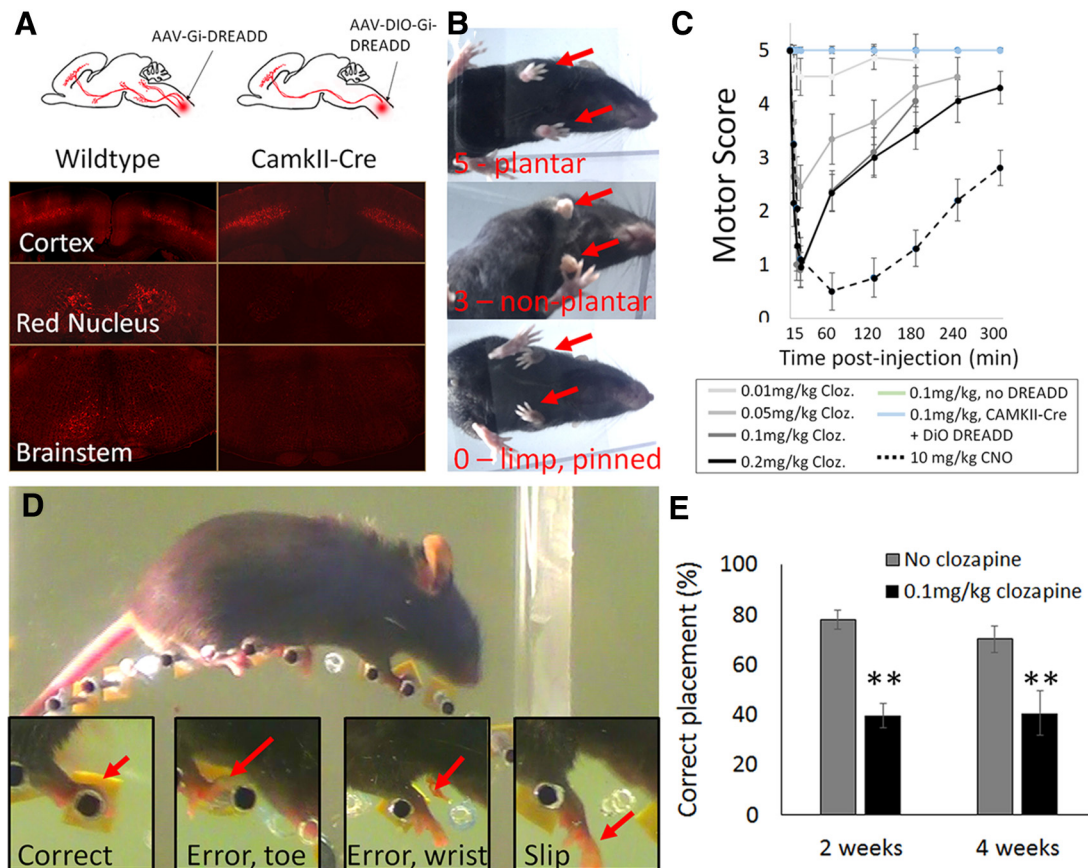 A
AAV-Gi-DREADD
AAV-DIO-Gi-
DREADD
Wildtype
CamkII-Cre
Cortex
Red Nucleus
Brainstem
B
5 - plantar
3 – non-plantar
0 – limp, pinned
C
Motor Score
5
4
3
2
1
0
15 60 120 180 240 300
Time post-injection (min)
0.01mg/kg Cloz.
0.05mg/kg Cloz.
0.1mg/kg Cloz.
0.2mg/kg Cloz.
0.1mg/kg, no DREADD
0.1mg/kg, CAMKII-Cre
+ DiO DREADD
10 mg/kg CNO
D
Correct
Error, toe
Error, wrist
Slip
E
Correct placement (%)
100
80
60
40
20
0
No clozapine
0.1mg/kg clozapine
**
**
2 weeks
4 weeks